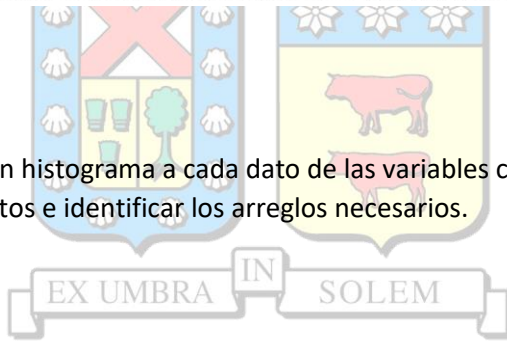 n histograma a cada dato de las variables c
tos e identificar los arreglos necesarios.
EX UMBRA IN SOLEM